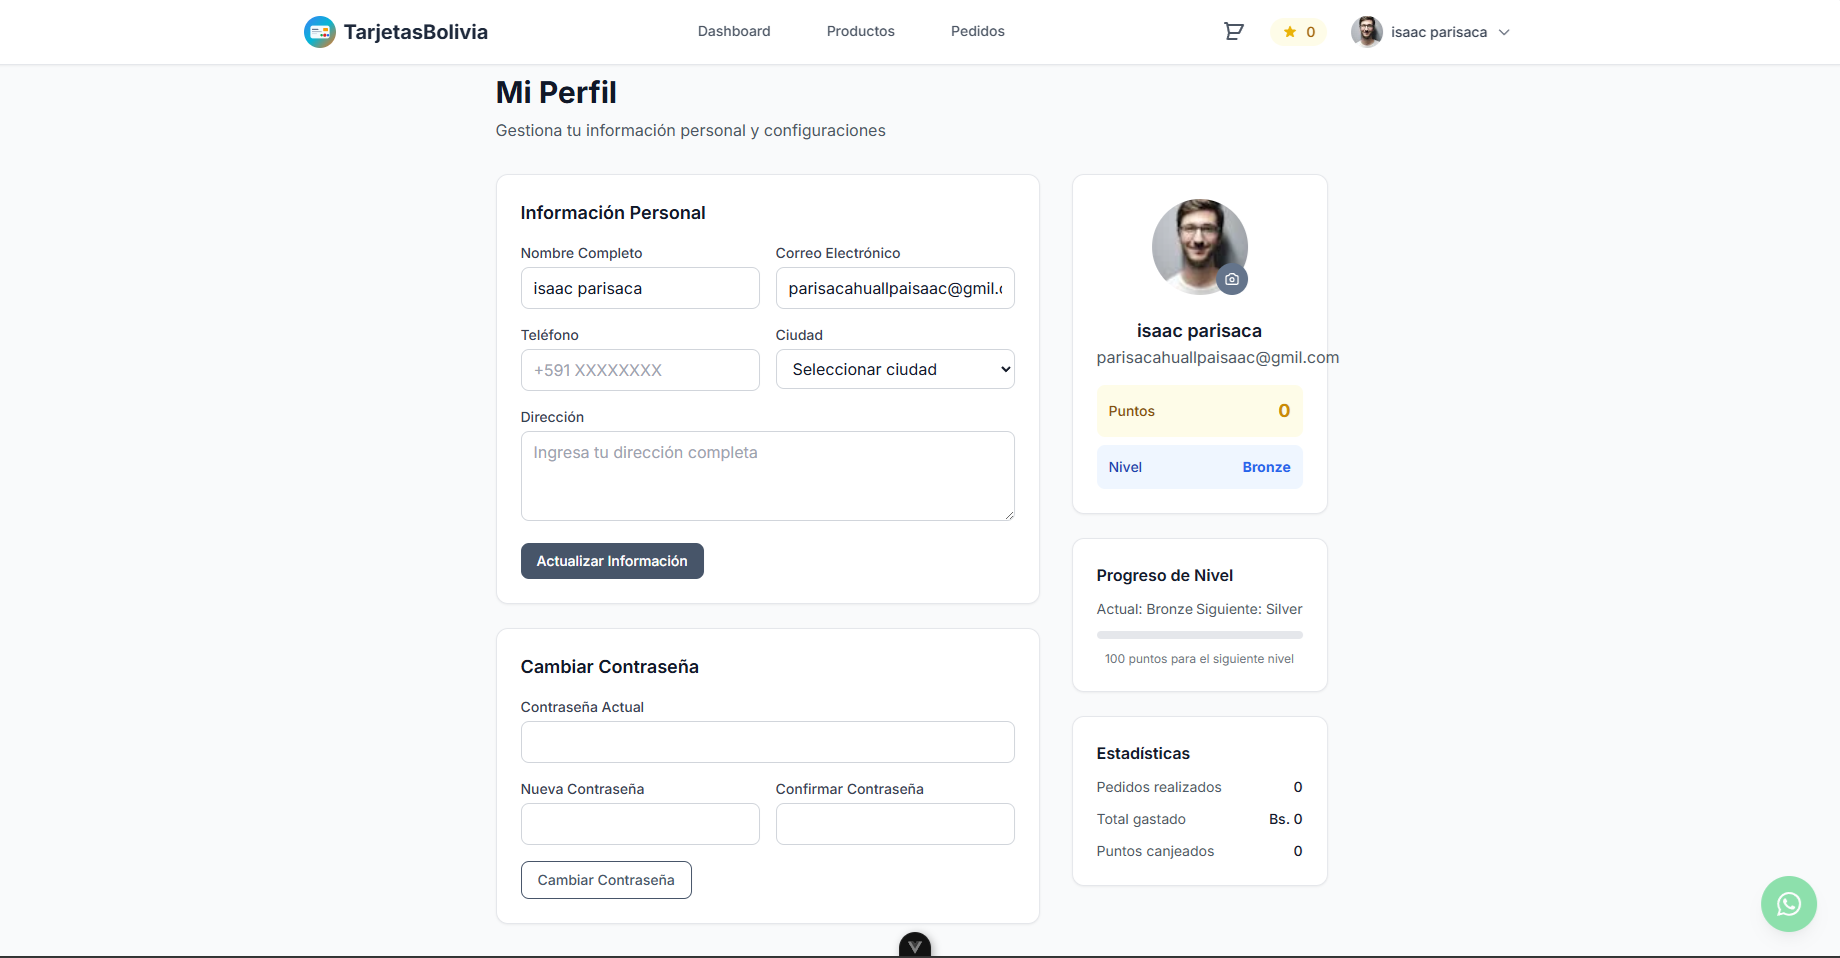 TarjetasBolivia
Dashboard
Productos
Pedidos
0
isaac parisaca
Mi Perfil
Gestiona tu información personal y configuraciones
Información Personal
Nombre Completo
Correo Electrónico
isaac parisaca
parisacahuallpaisaac@gmil.c
Teléfono
Ciudad
+591 XXXXXXXX
Seleccionar ciudad
Dirección
Ingresa tu dirección completa
Actualizar Información
Cambiar Contraseña
Contraseña Actual
Nueva Contraseña
Confirmar Contraseña
Cambiar Contraseña
isaac parisaca
parisacahuallpaisaac@gmil.com
Puntos 0
Nivel Bronze
Progreso de Nivel
Actual: Bronze Siguiente: Silver
100 puntos para el siguiente nivel
Estadísticas
Pedidos realizados 0
Total gastado Bs. 0
Puntos canjeados 0